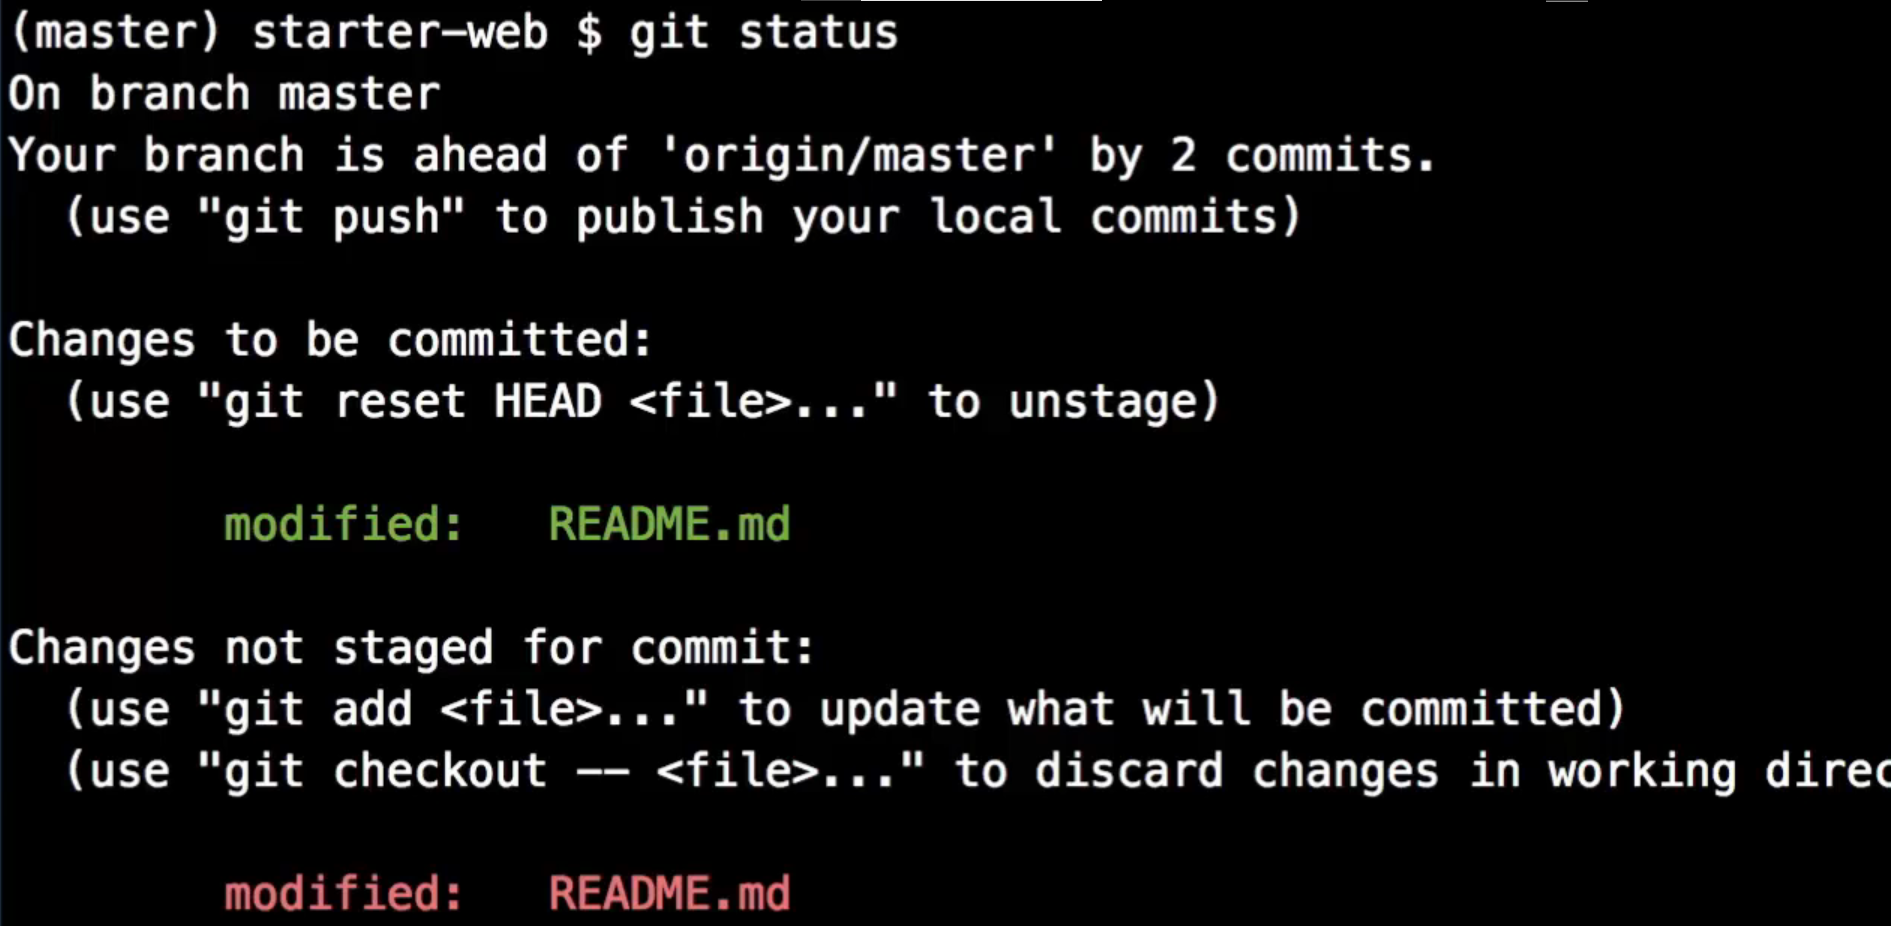 (master) starter-web $ git status
On branch master
Your branch is ahead of 'origin/master' by 2 commits.
  (use "git push" to publish your local commits)
Changes to be committed:
  (use "git reset HEAD <file>..." to unstage)
        modified:   README.md
Changes not staged for commit:
  (use "git add <file>..." to update what will be committed)
  (use "git checkout -- <file>..." to discard changes in working direc
        modified:   README.md